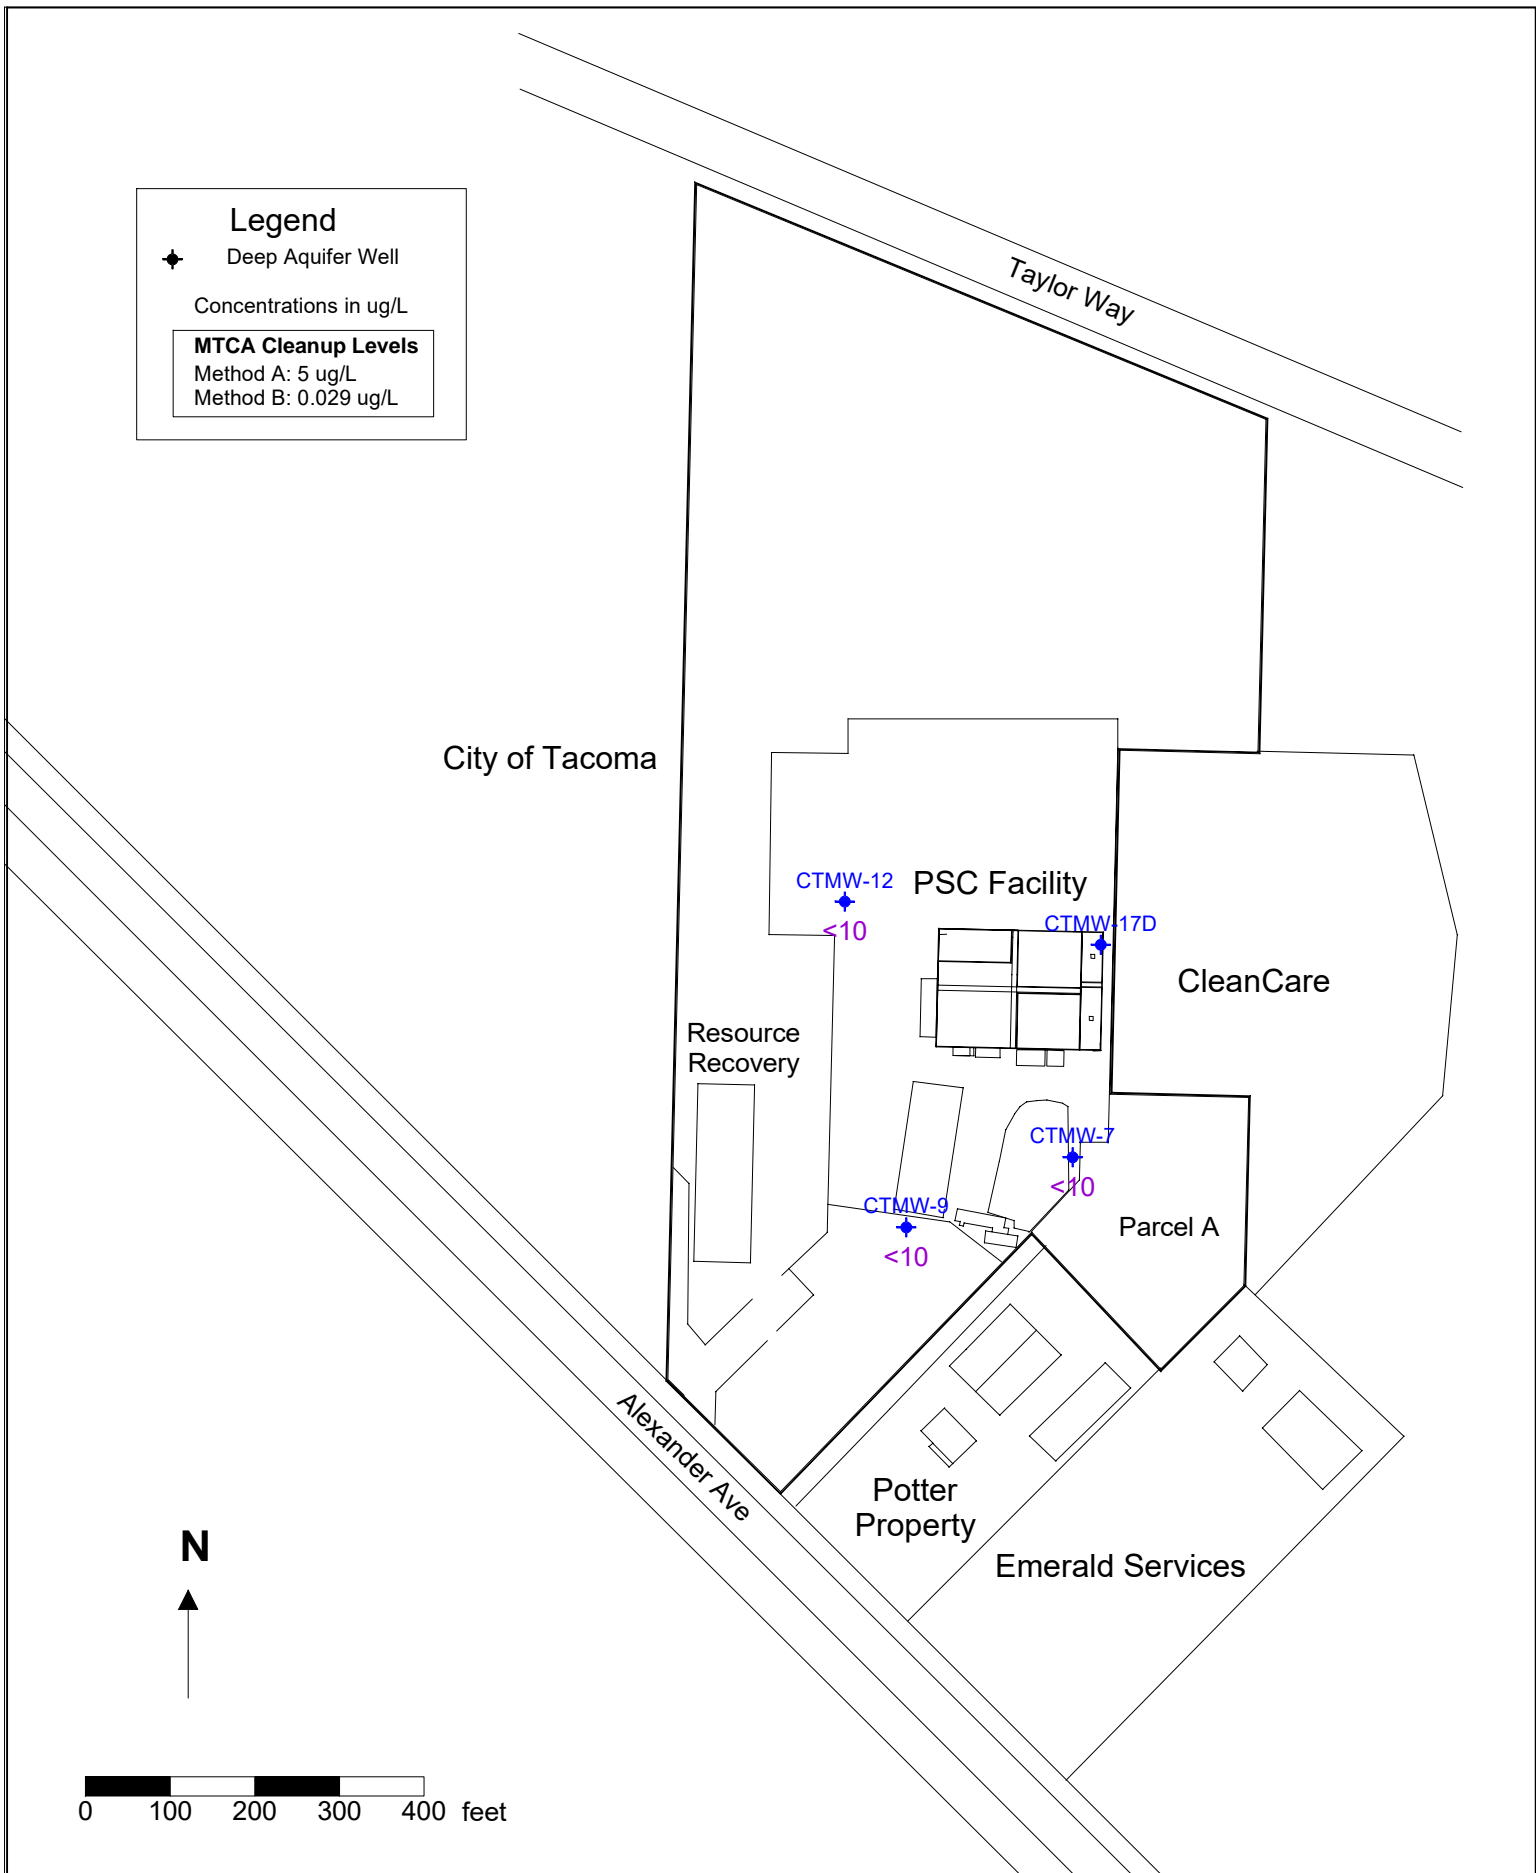 Legend
Deep Aquifer Well
Concentrations in ug/L
MTCA Cleanup Levels
Method A: 5 ug/L
Method B: 0.029 ug/L
Taylor Way
City of Tacoma
CTMW-12
<10
PSC Facility
CTMW-17D
CleanCare
Resource
Recovery
CTMW-7
<10
CTMW-9
<10
Parcel A
Alexander Ave
Potter
Property
Emerald Services
N
0 100 200 300 400 feet